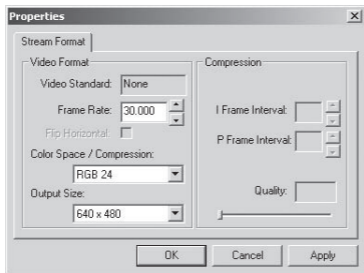 Properties
Stream Format
Video Format
Video Standard: None
Frame Rate: 30.000
Flip Horizontal:
Color Space / Compression:
RGB 24
Output Size:
640 x 480
Compression
I Frame Interval:
P Frame Interval:
Quality:
OK Cancel Apply